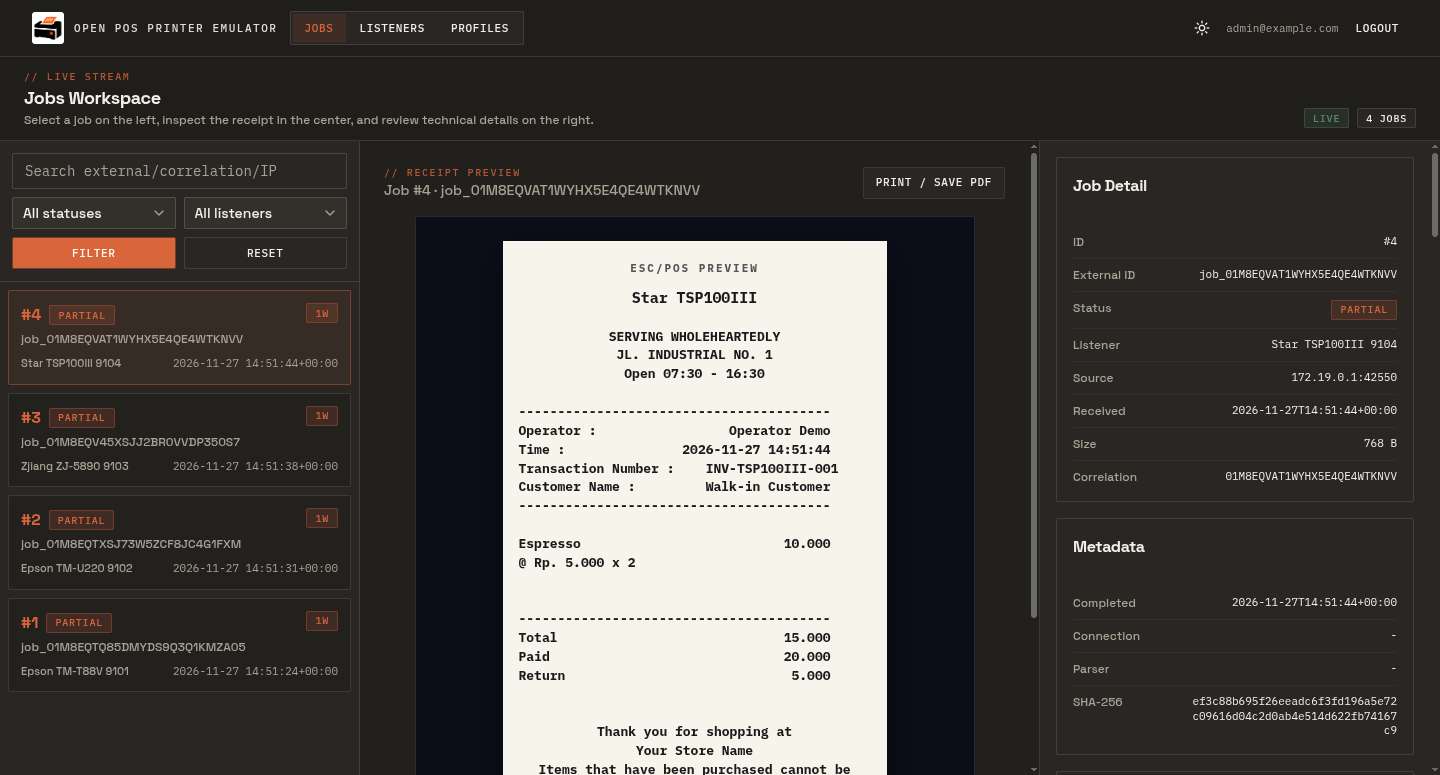 OPEN POS PRINTER EMULATOR
JOBS
LISTENERS
PROFILES
admin@example.com
LOGOUT
// LIVE STREAM
Jobs Workspace
Select a job on the left, inspect the receipt in the center, and review technical details on the right.
LIVE
4 JOBS
Search external/correlation/IP
All statuses
All listeners
FILTER
RESET
#4 PARTIAL 1W
job_01M8EQVAT1WYHX5E4QE4WTKNVV
Star TSP100III 9104 2026-11-27 14:51:44+00:00
#3 PARTIAL 1W
job_01M8EQV45XSJJ2BR0VVDP350S7
Zjiang ZJ-5890 9103 2026-11-27 14:51:38+00:00
#2 PARTIAL 1W
job_01M8EQTXSJ73W5ZCF8JC4G1FXM
Epson TM-U220 9102 2026-11-27 14:51:31+00:00
#1 PARTIAL 1W
job_01M8EQTQ85DMYDS9Q3Q1KMZA05
Epson TM-T88V 9101 2026-11-27 14:51:24+00:00
// RECEIPT PREVIEW
Job #4 · job_01M8EQVAT1WYHX5E4QE4WTKNVV
PRINT / SAVE PDF
ESC/POS PREVIEW
Star TSP100III
SERVING WHOLEHEARTEDLY
JL. INDUSTRIAL NO. 1
Open 07:30 - 16:30
----------------------------------------
Operator : Operator Demo
Time : 2026-11-27 14:51:44
Transaction Number : INV-TSP100III-001
Customer Name : Walk-in Customer
----------------------------------------
Espresso 10.000
@ Rp. 5.000 x 2
----------------------------------------
Total 15.000
Paid 20.000
Return 5.000
Thank you for shopping at
Your Store Name
Items that have been purchased cannot be
Job Detail
ID #4
External ID job_01M8EQVAT1WYHX5E4QE4WTKNVV
Status PARTIAL
Listener Star TSP100III 9104
Source 172.19.0.1:42550
Received 2026-11-27T14:51:44+00:00
Size 768 B
Correlation 01M8EQVAT1WYHX5E4QE4WTKNVV
Metadata
Completed 2026-11-27T14:51:44+00:00
Connection -
Parser -
SHA-256 ef3c88b695f26eeadc6f3fd196a5e72
c09616d04c2d0ab4e514d622fb74167
c9